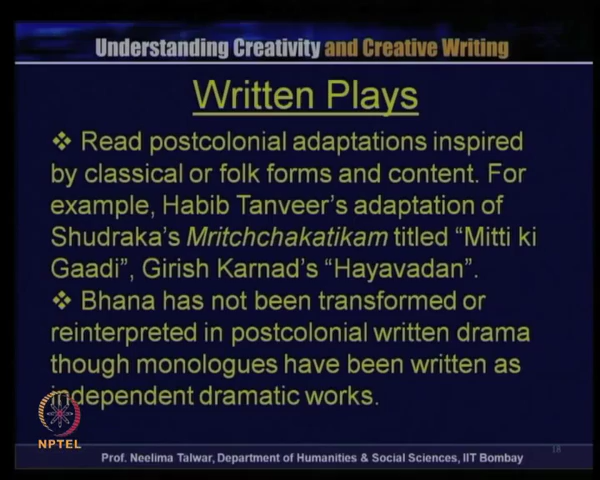 Understanding Creativity and Creative Writing
Written Plays
❖ Read postcolonial adaptations inspired
by classical or folk forms and content. For
example, Habib Tanveer's adaptation of
Shudraka's Mritchchakatikam titled “Mitti ki
Gaadi”, Girish Karnad's “Hayavadan”.
❖ Bhana has not been transformed or
reinterpreted in postcolonial written drama
though monologues have been written as
independent dramatic works.
NPTEL
Prof. Neelima Talwar, Department of Humanities & Social Sciences, IIT Bombay